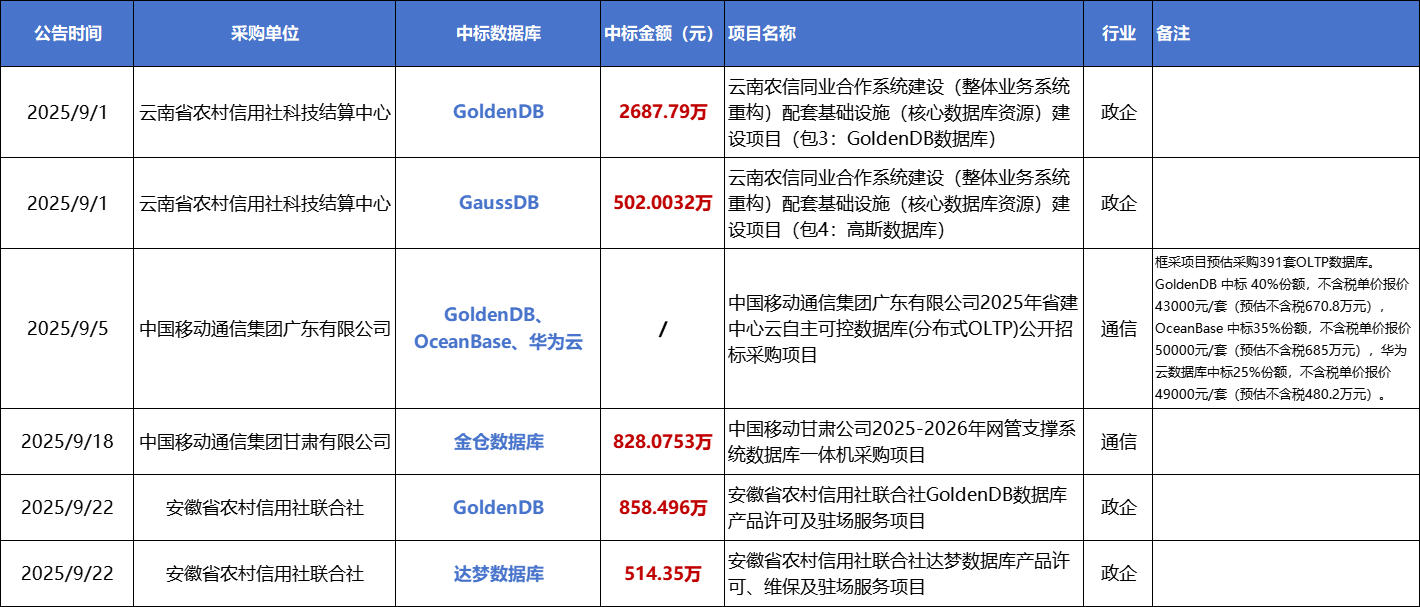 公告时间 采购单位 中标数据库 中标金额（元） 项目名称 行业 备注
2025/9/1 云南省农村信用社科技结算中心 GoldenDB 2687.79万
云南农信同业合作系统建设（整体业务系统
重构）配套基础设施（核心数据库资源）建
设项目（包3：GoldenDB数据库）
政企
2025/9/1 云南省农村信用社科技结算中心 GaussDB 502.0032万
云南农信同业合作系统建设（整体业务系统
重构）配套基础设施（核心数据库资源）建
设项目（包4：高斯数据库）
政企
2025/9/5 中国移动通信集团广东有限公司
GoldenDB、
OceanBase、华为云
/
中国移动通信集团广东有限公司2025年省建
中心云自主可控数据库(分布式OLTP)公开招
标采购项目
通信
框采项目预估采购391套OLTP数据库。
GoldenDB 中标 40%份额，不含税单价报价
43000元/套（预估不含税670.8万元），
OceanBase 中标35%份额，不含税单价报价
50000元/套（预估不含税685万元），华为
云数据库中标25%份额，不含税单价报价
49000元/套（预估不含税480.2万元）。
2025/9/18 中国移动通信集团甘肃有限公司 金仓数据库 828.0753万
中国移动甘肃公司2025-2026年网管支撑系
统数据库一体机采购项目
通信
2025/9/22 安徽省农村信用社联合社 GoldenDB 858.496万
安徽省农村信用社联合社GoldenDB数据库
产品许可及驻场服务项目
政企
2025/9/22 安徽省农村信用社联合社 达梦数据库 514.35万
安徽省农村信用社联合社达梦数据库产品许
可、维保及驻场服务项目
政企